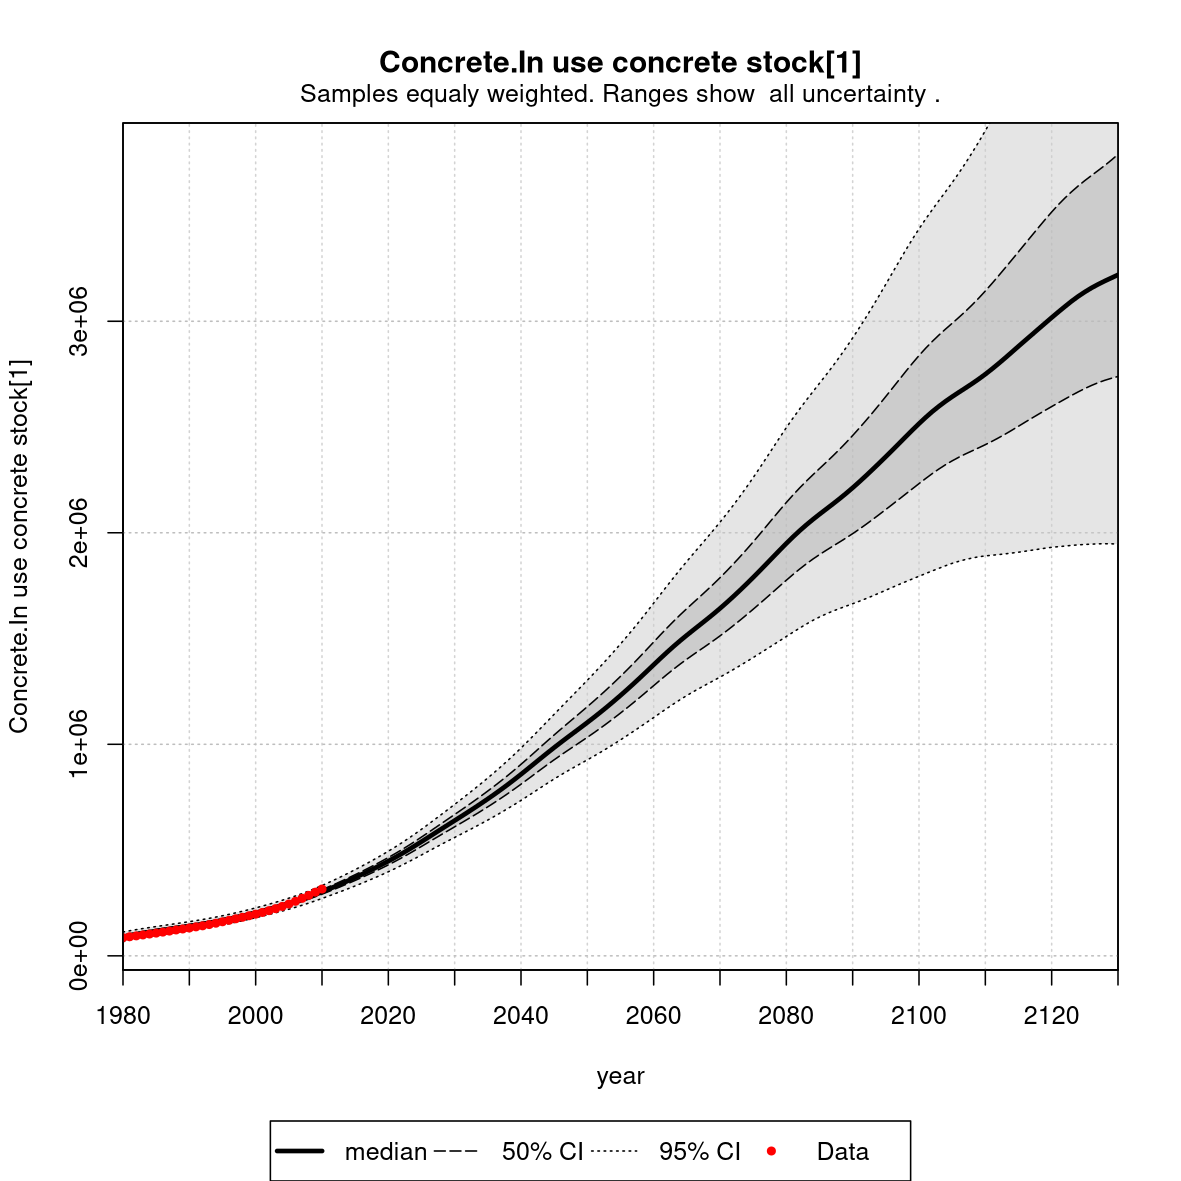 Concrete.In use concrete stock[1]
Samples equaly weighted. Ranges show  all uncertainty .
Concrete.In use concrete stock[1]
3e+06
2e+06
1e+06
0e+00
1980 2000 2020 2040 2060 2080 2100 2120
year
median 50% CI 95% CI Data